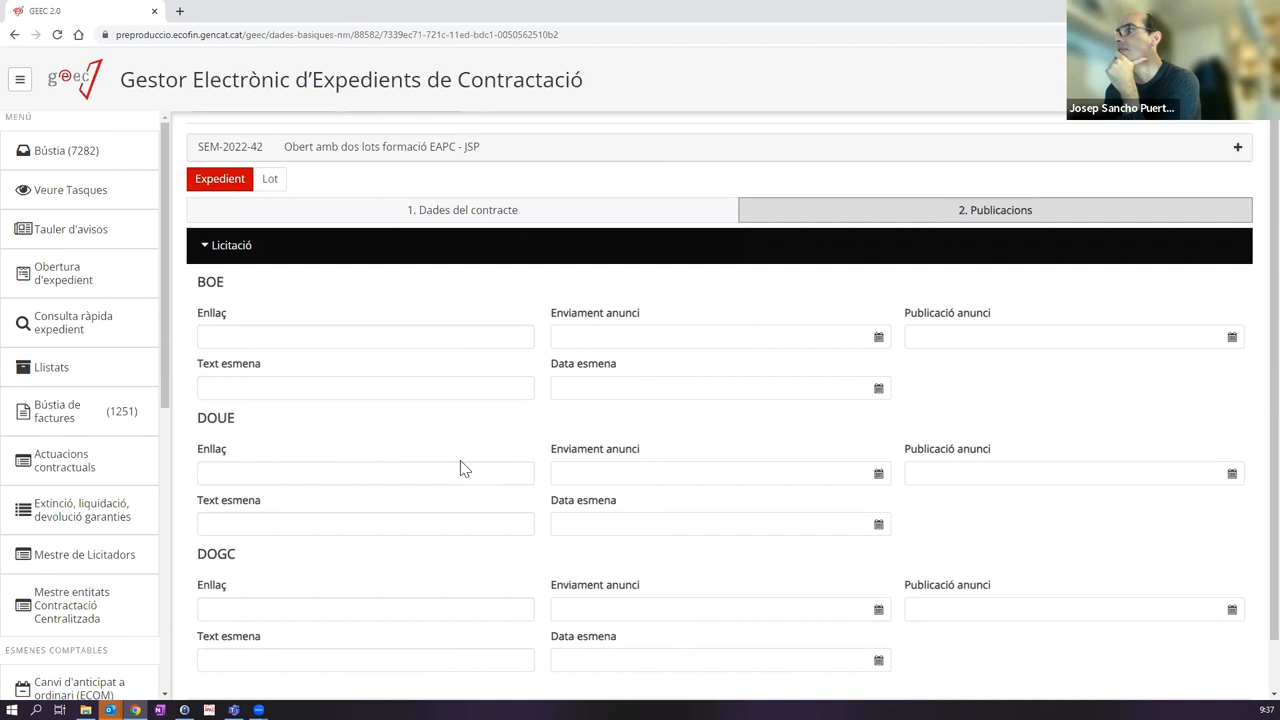 GEEC 2.0
preproduccio.ecofin.gencat.cat/geec/dades-basiques-nm/88582/7339ec71-721c-11ed-bdc1-0050562510b2
geec
Gestor Electrònic d'Expedients de Contractació
Josep Sancho Puert...
MENÚ
Bústia (7282)
Veure Tasques
Tauler d'avisos
Obertura
d'expedient
Consulta ràpida
expedient
Llistats
Bústia de
factures
(1251)
Actuacions
contractuals
Extinció, liquidació,
devolució garanties
Mestre de Licitadors
Mestre entitats
Contractació
Centralitzada
ESMENES COMPTABLES
Canvi d'anticipat a
ordinari (ECOM)
SEM-2022-42 Obert amb dos lots formació EAPC - JSP
Expedient Lot
1. Dades del contracte 2. Publicacions
Licitació
BOE
Enllaç Enviament anunci Publicació anunci
Text esmena Data esmena
DOUE
Enllaç Enviament anunci Publicació anunci
Text esmena Data esmena
DOGC
Enllaç Enviament anunci Publicació anunci
Text esmena Data esmena
9:37